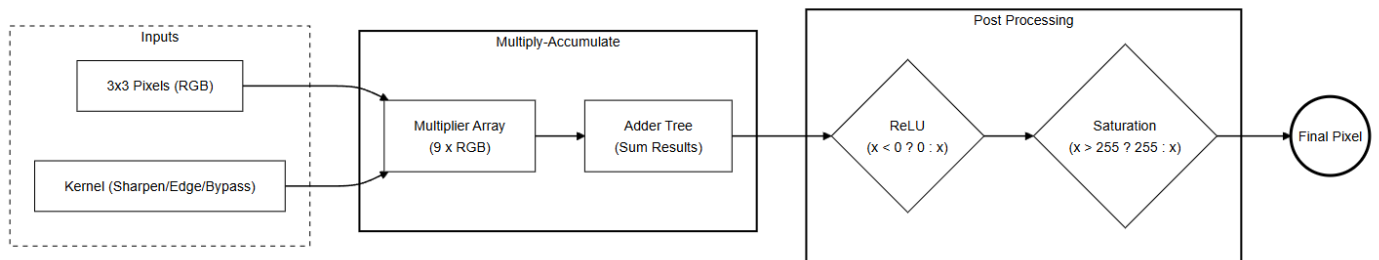 Inputs
3x3 Pixels (RGB)
Kernel (Sharpen/Edge/Bypass)
Multiply-Accumulate
Multiplier Array
(9 x RGB)
Adder Tree
(Sum Results)
Post Processing
ReLU
(x < 0 ? 0 : x)
Saturation
(x > 255 ? 255 : x)
Final Pixel